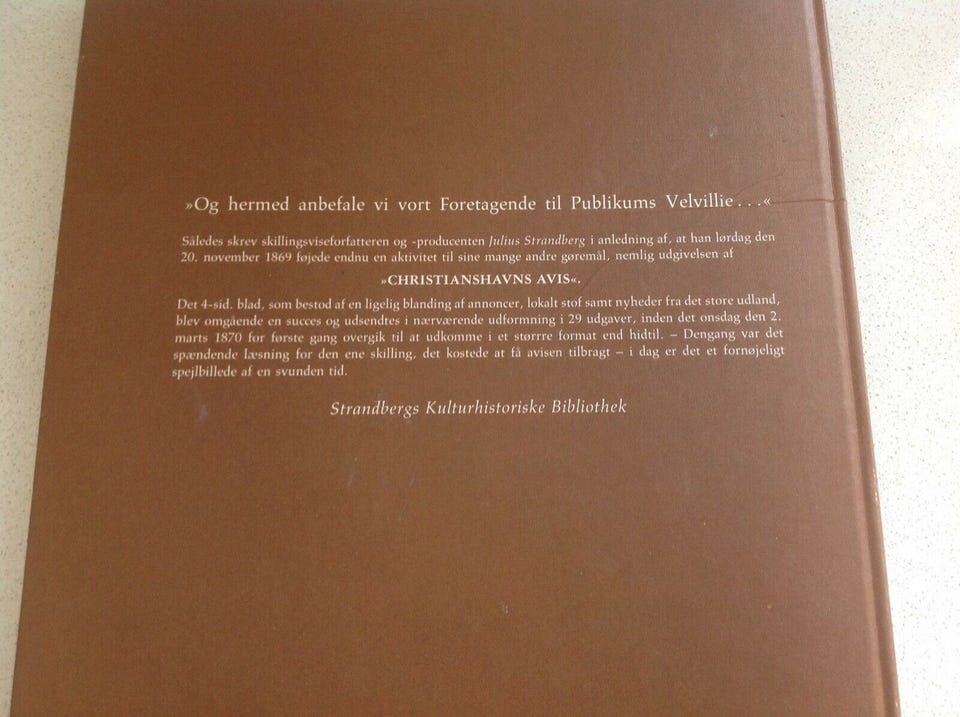 »Og hermed anbefale vi vort Foretagende til Publikums Velvillie . . .«
Således skrev skillingsviseforfatteren og -producenten Julius Strandberg i anledning af, at han lørdag den
20. november 1869 føjede endnu en aktivitet til sine mange andre gøremål, nemlig udgivelsen af
»CHRISTIANSHAVNS AVIS«.
Det 4-sid. blad, som bestod af en ligelig blanding af annoncer, lokalt stof samt nyheder fra det store udland,
blev omgående en succes og udsendtes i nærværende udformning i 29 udgaver, inden det onsdag den 2.
marts 1870 for første gang overgik til at udkomme i et størrre format end hidtil. – Dengang var det
spændende læsning for den ene skilling, det kostede at få avisen tilbragt – i dag er det et fornøjeligt
spejlbillede af en svunden tid.
Strandbergs Kulturhistoriske Bibliothek